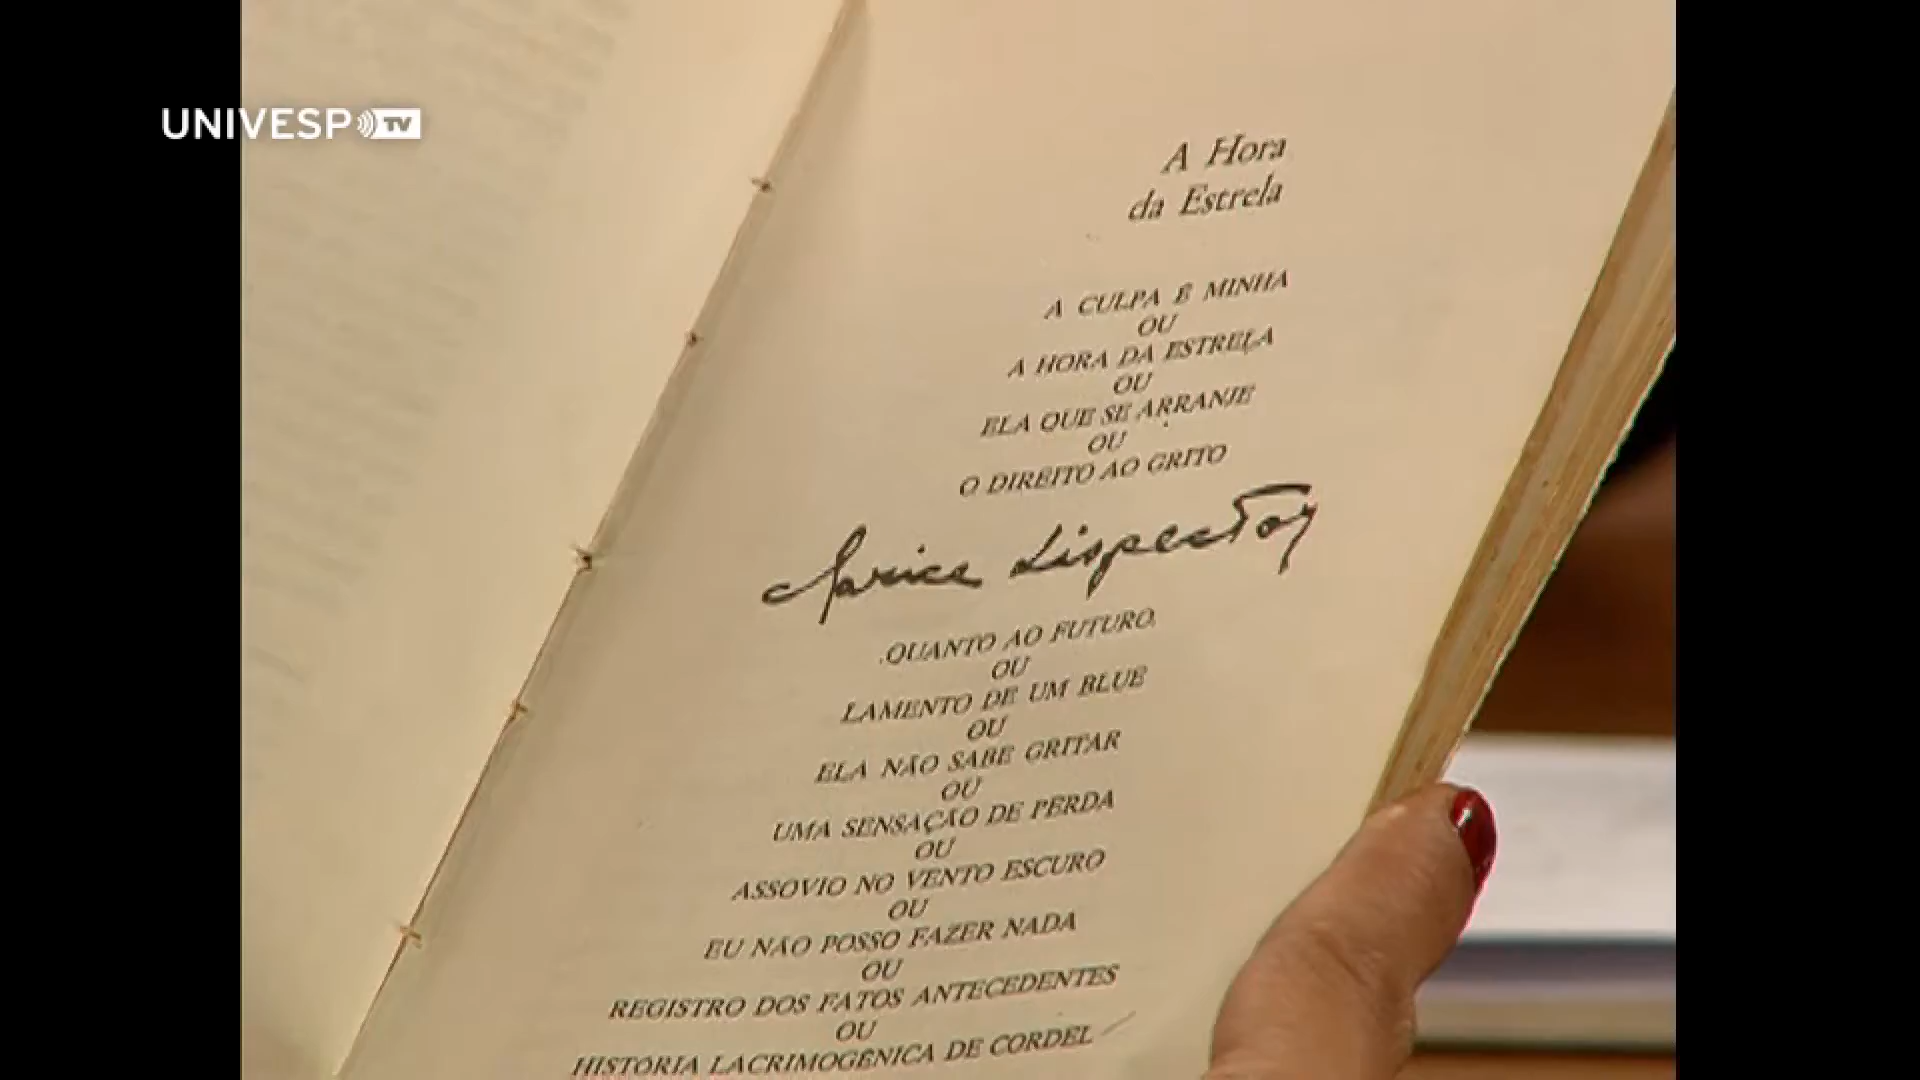 UNIVESP TV
A Hora
da Estrela
A CULPA É MINHA
OU
A HORA DA ESTRELA
OU
ELA QUE SE ARRANJE
OU
O DIREITO AO GRITO
Clarice Lispector
.QUANTO AO FUTURO.
OU
LAMENTO DE UM BLUE
OU
ELA NÃO SABE GRITAR
OU
UMA SENSAÇÃO DE PERDA
OU
ASSOVIO NO VENTO ESCURO
OU
EU NÃO POSSO FAZER NADA
OU
REGISTRO DOS FATOS ANTECEDENTES
OU
HISTÓRIA LACRIMOGÊNICA DE CORDEL